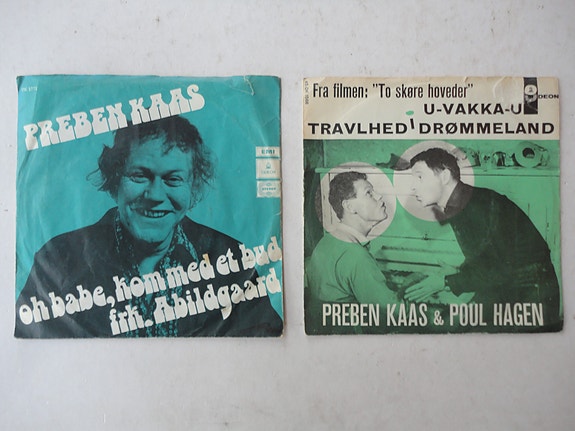 PREBEN KAAS
oh babe, kom med et bud
frk. Abildgaard
Fra filmen: "To skøre hoveder"
ODEON
U-VAKKA-U
TRAVLHED i DRØMMELAND
PREBEN KAAS & POUL HAGEN